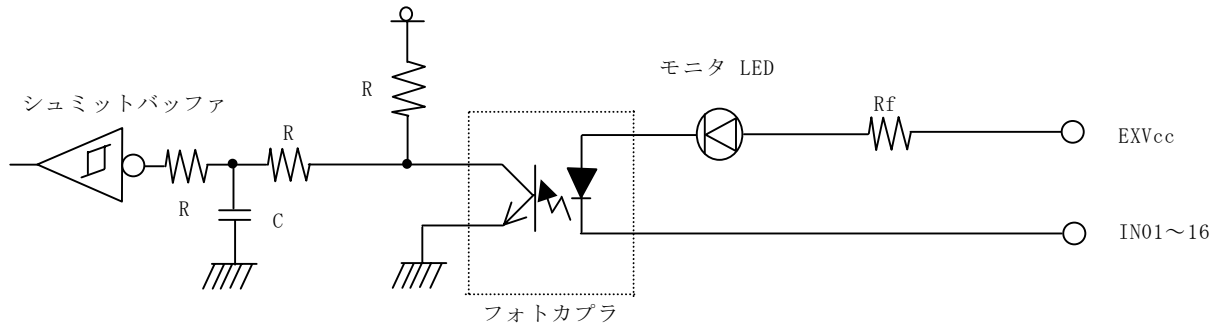 モニタ LED
シュミットバッファ
R
Rf
R
EXVcc
R
C
IN01～16
フォトカプラ